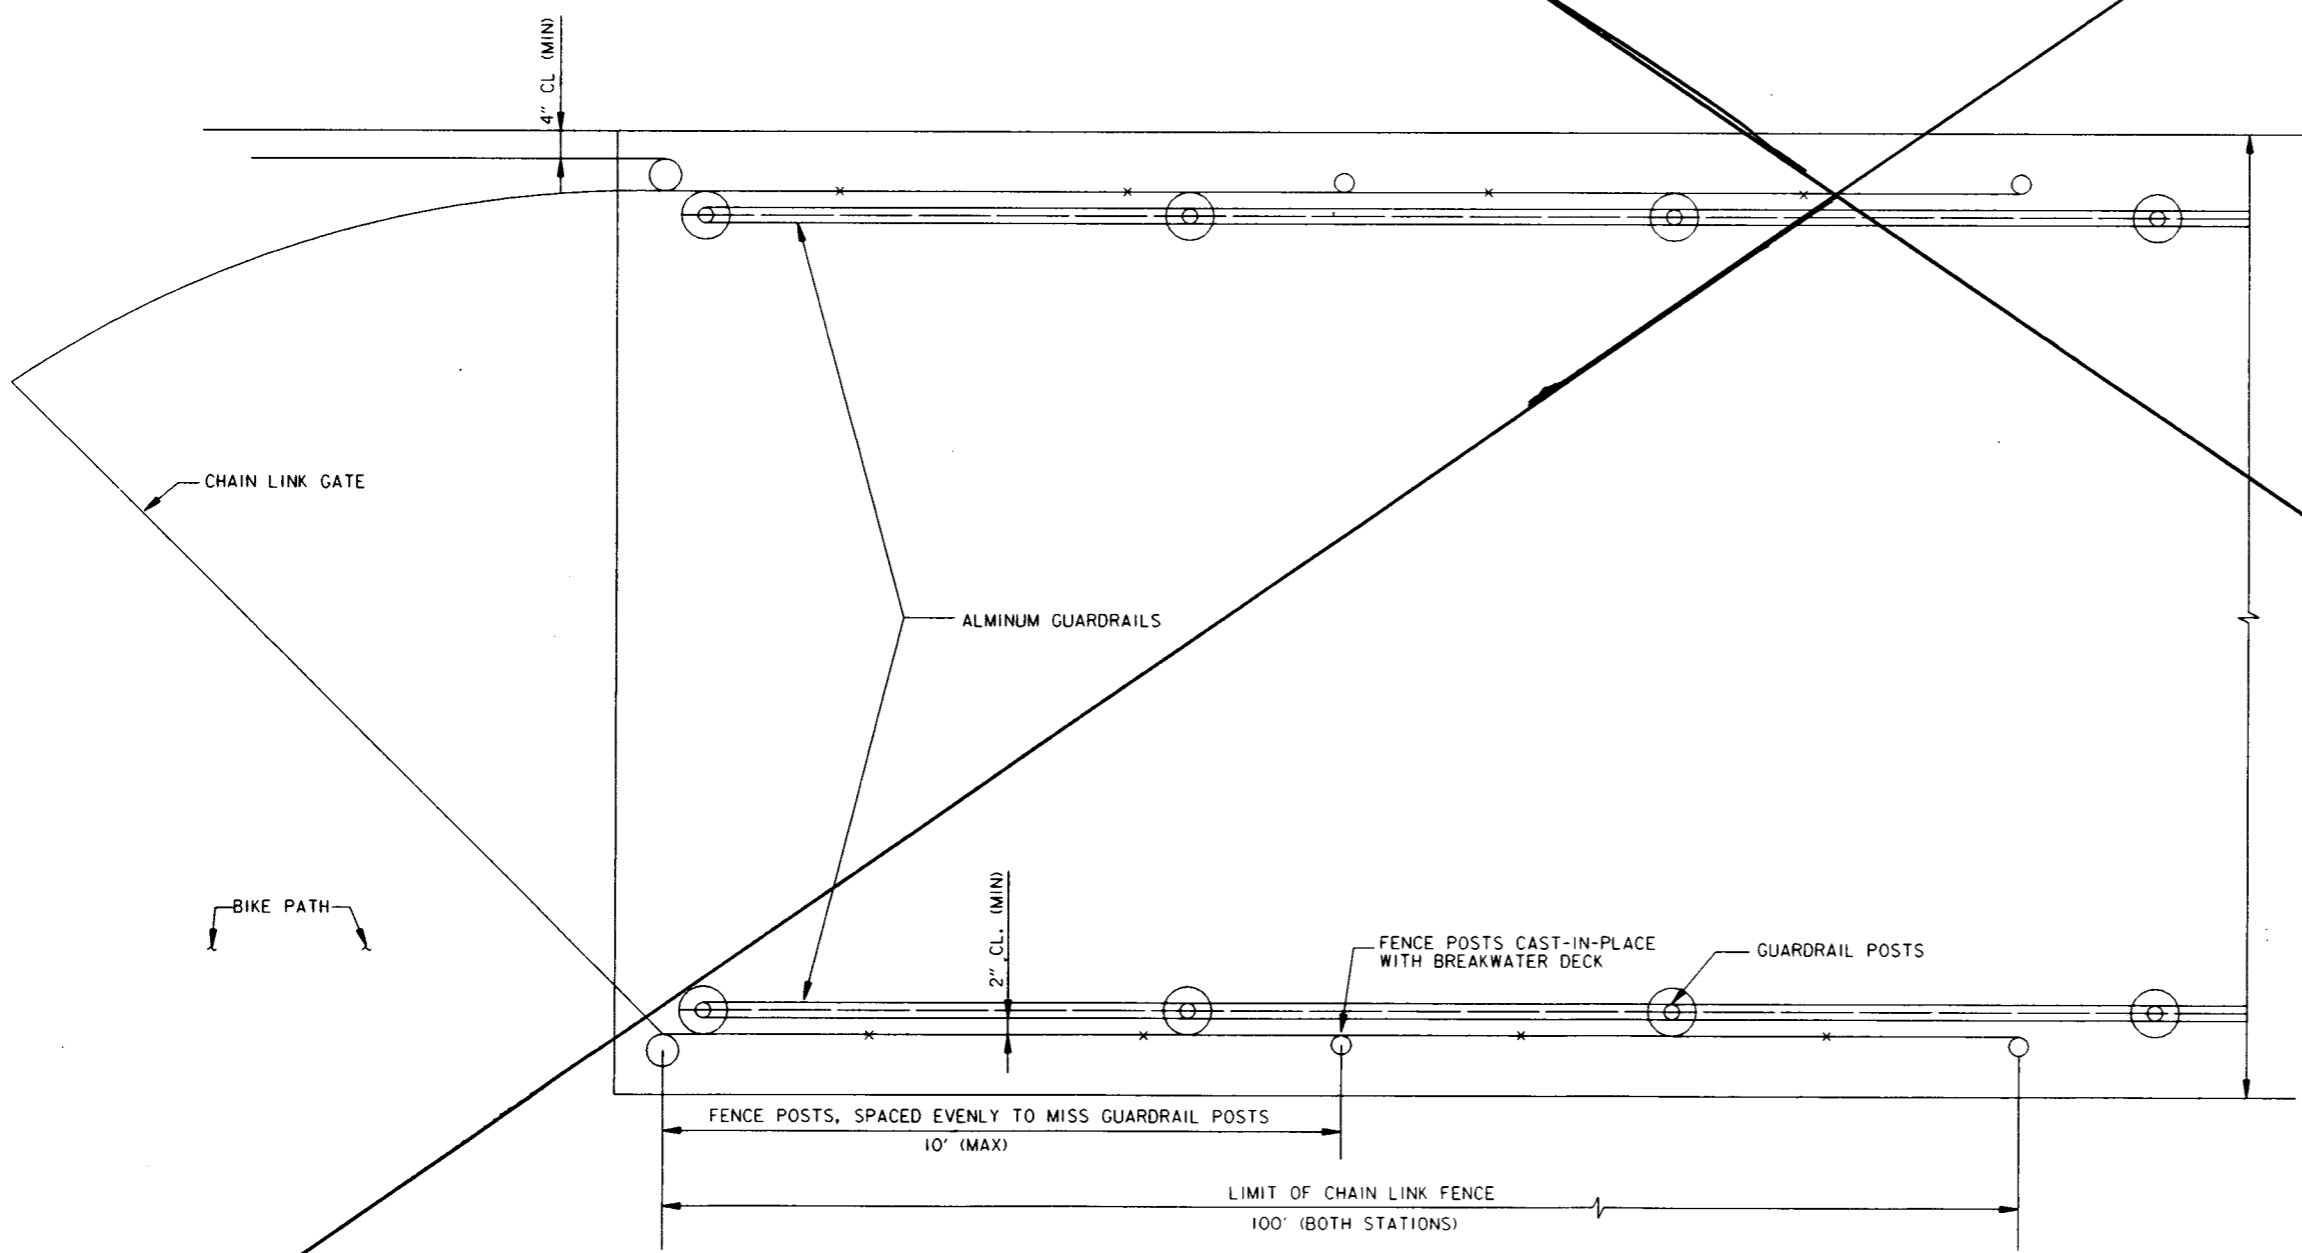 4" CL (MIN)
CHAIN LINK GATE
ALMINUM GUARDRAILS
BIKE PATH
2" CL. (MIN)
FENCE POSTS CAST-IN-PLACE
WITH BREAKWATER DECK
GUARDRAIL POSTS
FENCE POSTS, SPACED EVENLY TO MISS GUARDRAIL POSTS
10' (MAX)
LIMIT OF CHAIN LINK FENCE
100' (BOTH STATIONS)